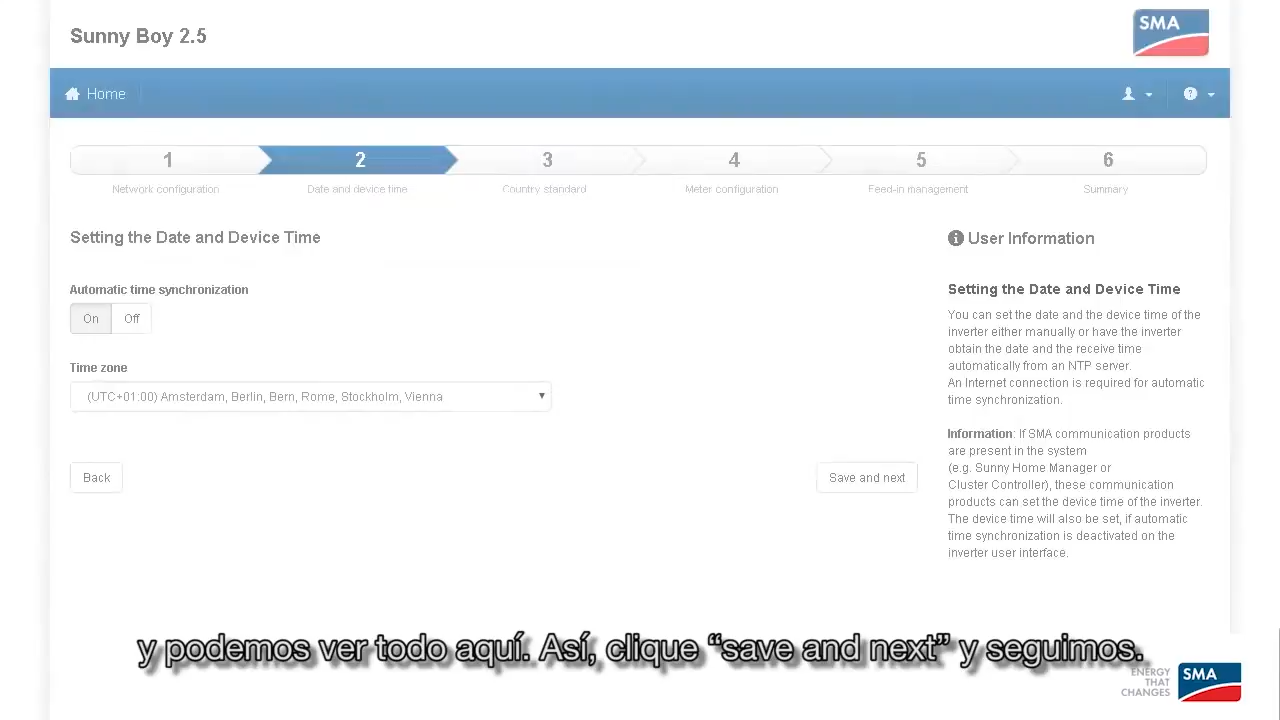 Sunny Boy 2.5
SMA
Home
1
2
3
4
5
6
Network configuration
Date and device time
Country standard
Meter configuration
Feed-in management
Summary
Setting the Date and Device Time
Automatic time synchronization
On
Off
Time zone
(UTC+01:00) Amsterdam, Berlin, Bern, Rome, Stockholm, Vienna
Back
Save and next
User Information
Setting the Date and Device Time
You can set the date and the device time of the
inverter either manually or have the inverter
obtain the date and the receive time
automatically from an NTP server.
An Internet connection is required for automatic
time synchronization.
Information: If SMA communication products
are present in the system
(e.g. Sunny Home Manager or
Cluster Controller), these communication
products can set the device time of the inverter.
The device time will also be set, if automatic
time synchronization is deactivated on the
inverter user interface.
y podemos ver todo aquí. Así, clique “save and next” y seguimos.
ENERGY
THAT
CHANGES
SMA